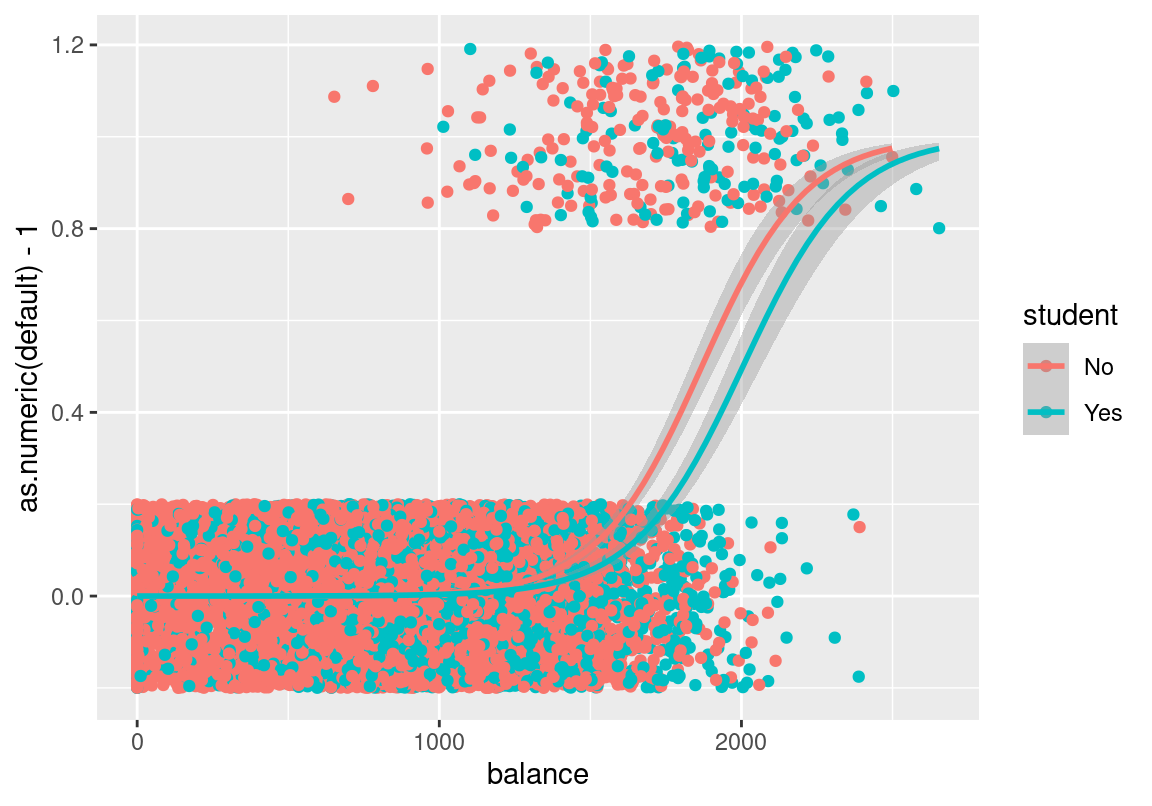 1.2
0.8
0.4
0.0
as.numeric(default) - 1
0
1000
2000
balance
student
No
Yes